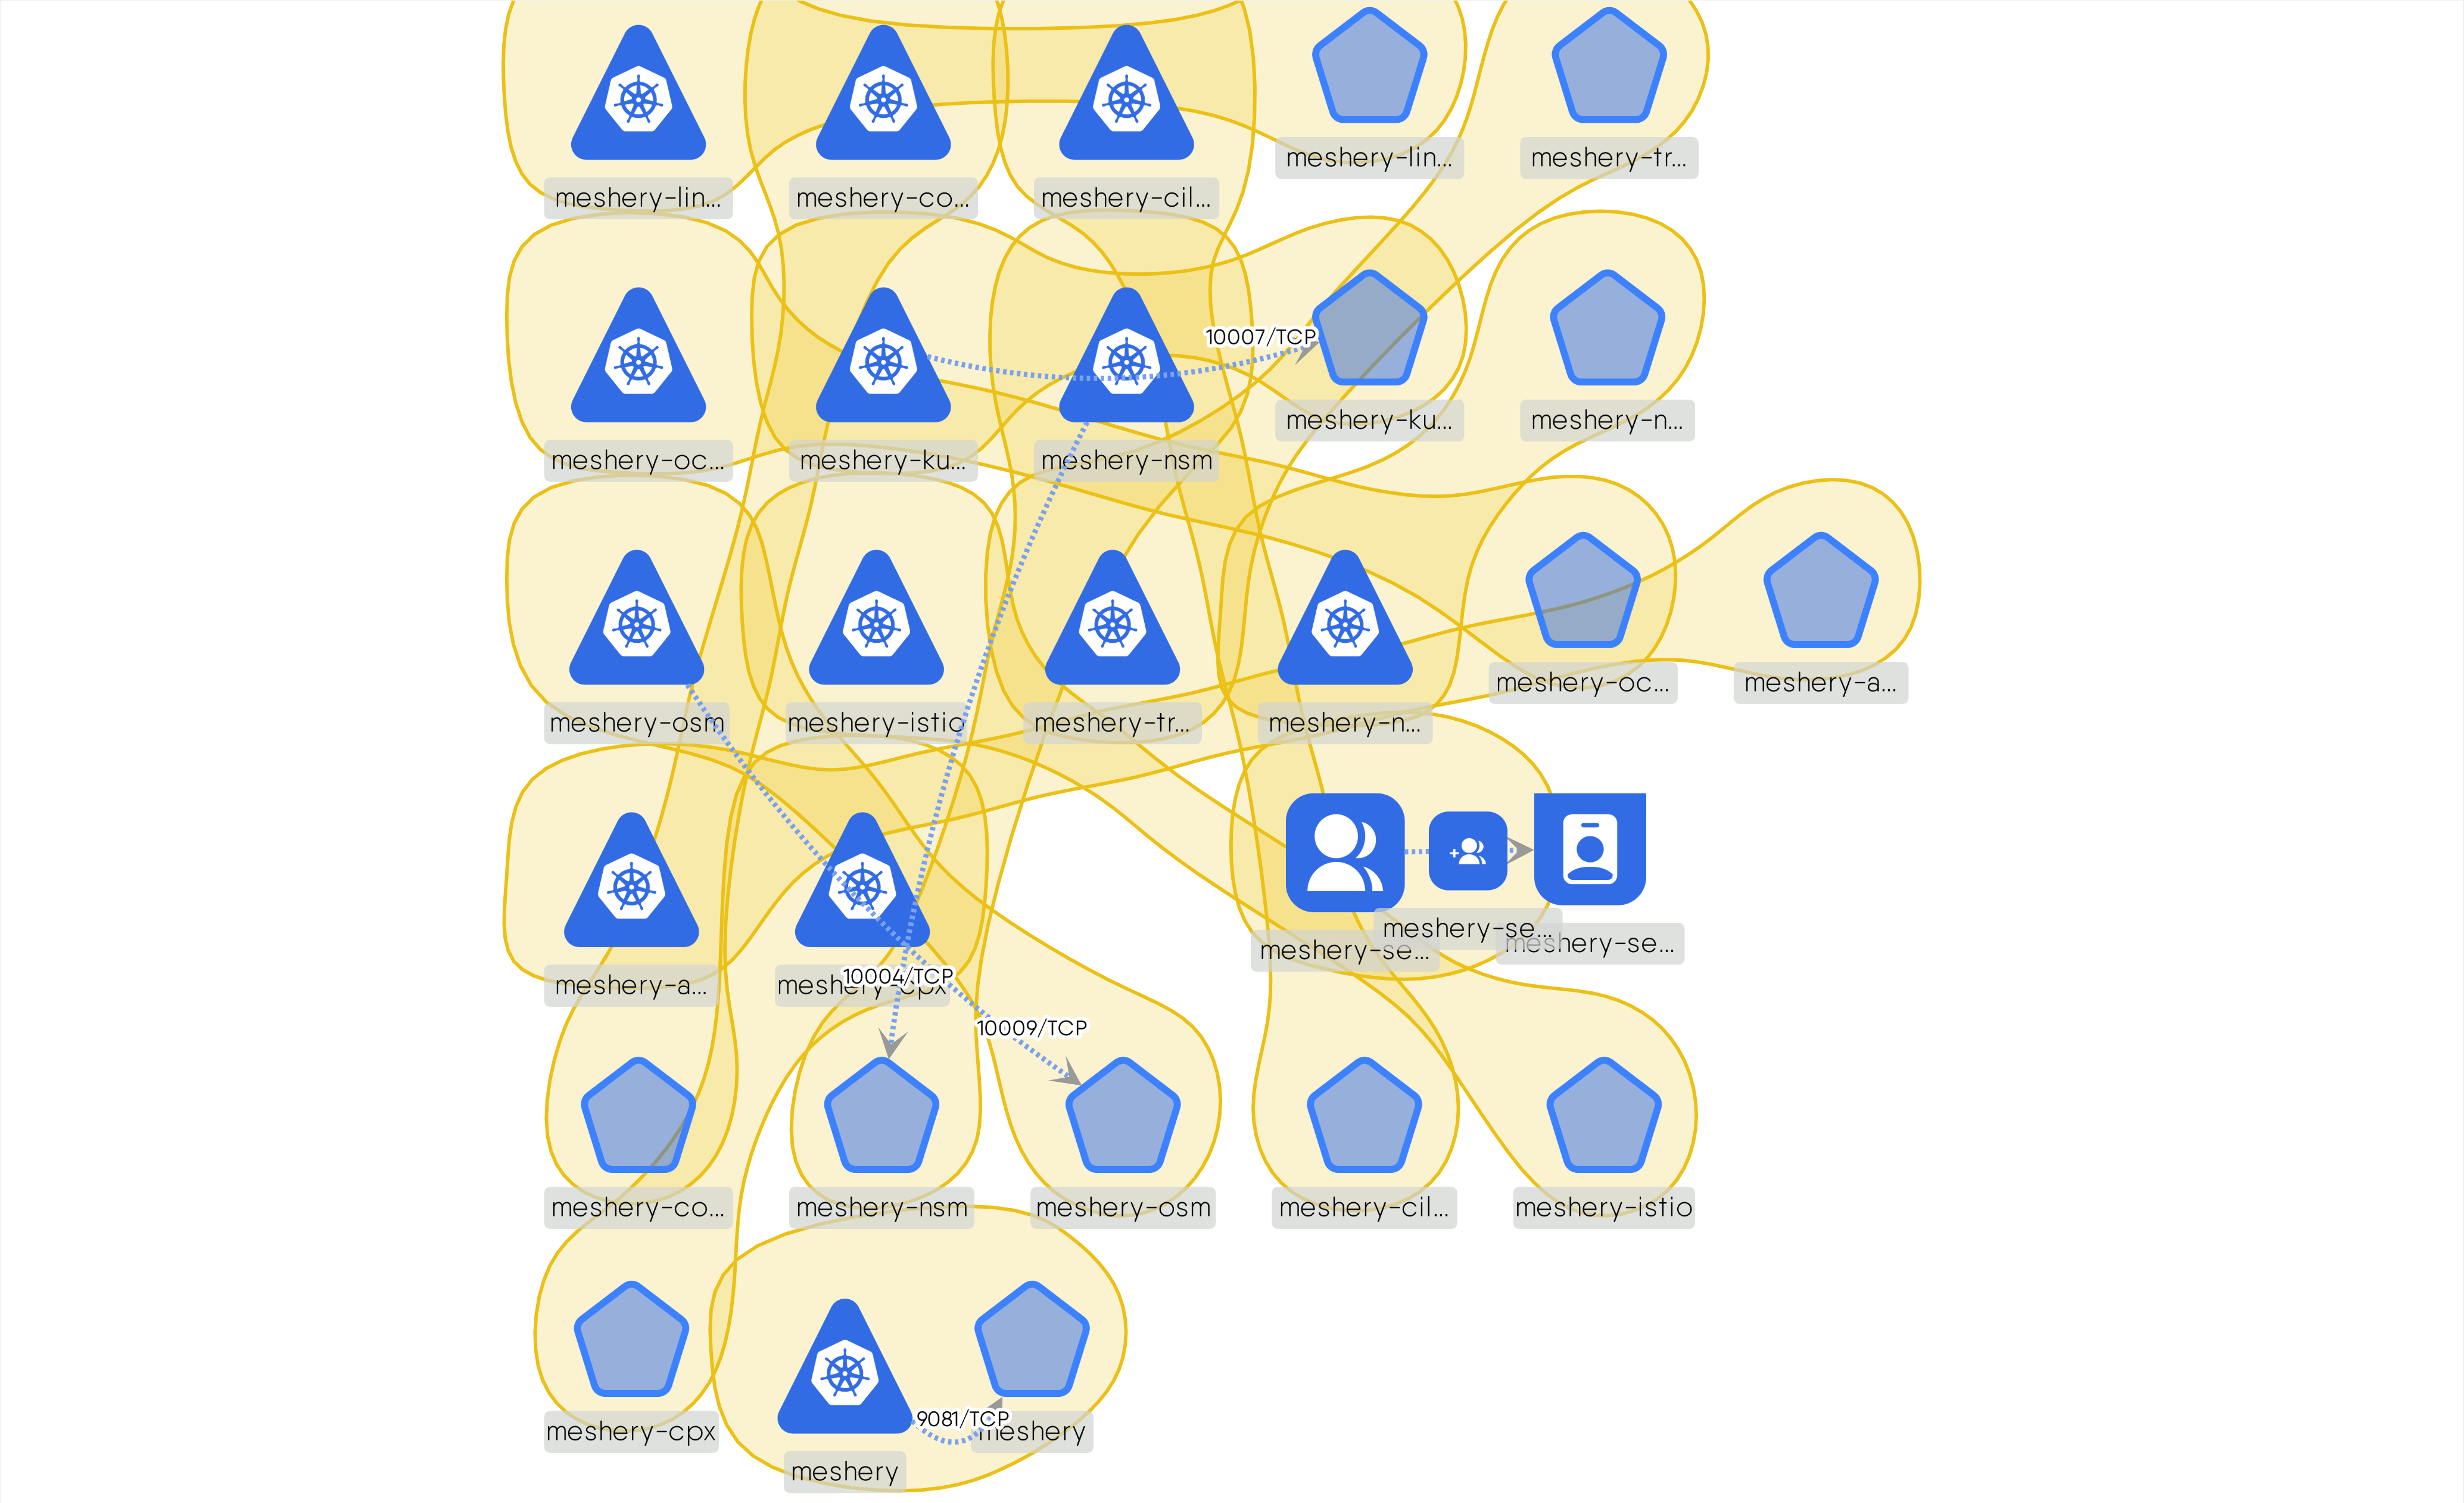 meshery-lin...
meshery-co...
meshery-cil...
meshery-lin...
meshery-tr...
meshery-oc...
meshery-ku...
meshery-nsm
10007/TCP
meshery-ku...
meshery-n...
meshery-osm
meshery-istio
meshery-tr...
meshery-n...
meshery-oc...
meshery-a...
meshery-a...
meshery-cpx
10004/TCP
10009/TCP
meshery-se...
meshery-se...
meshery-se...
meshery-co...
meshery-nsm
meshery-osm
meshery-cil...
meshery-istio
meshery-cpx
meshery
9081/TCP
meshery